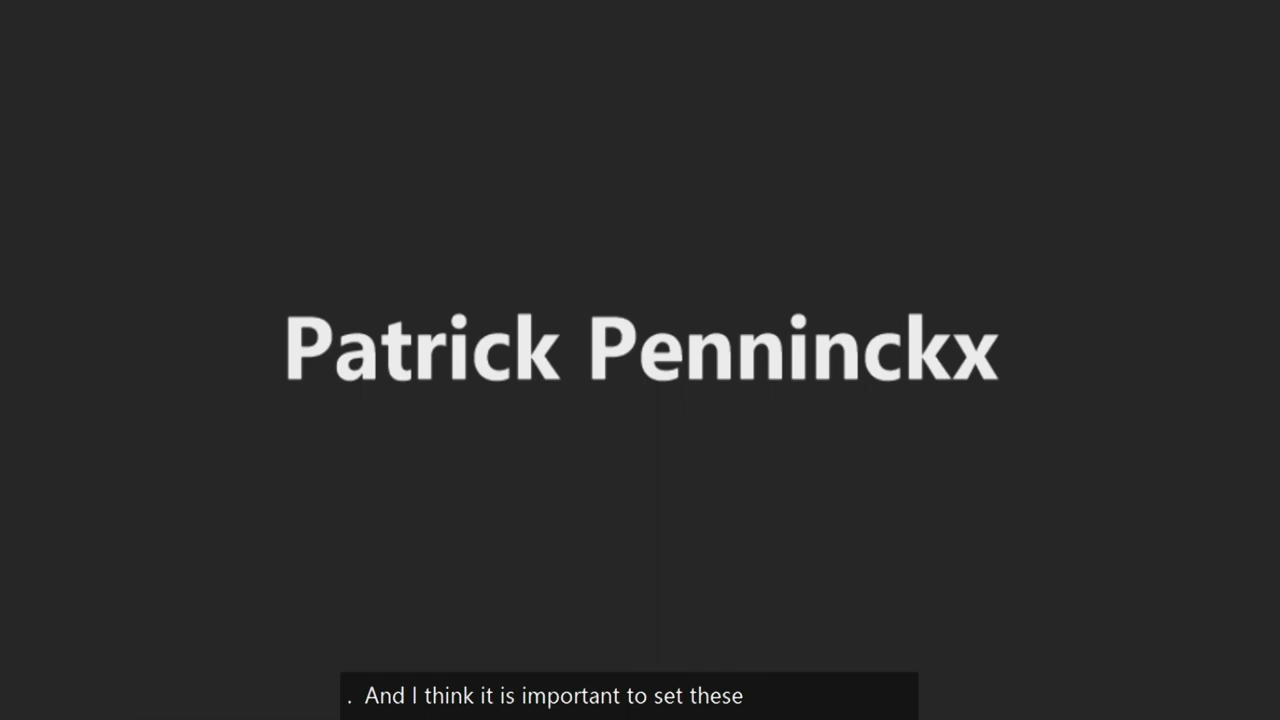 Patrick Penninckx
. And I think it is important to set these